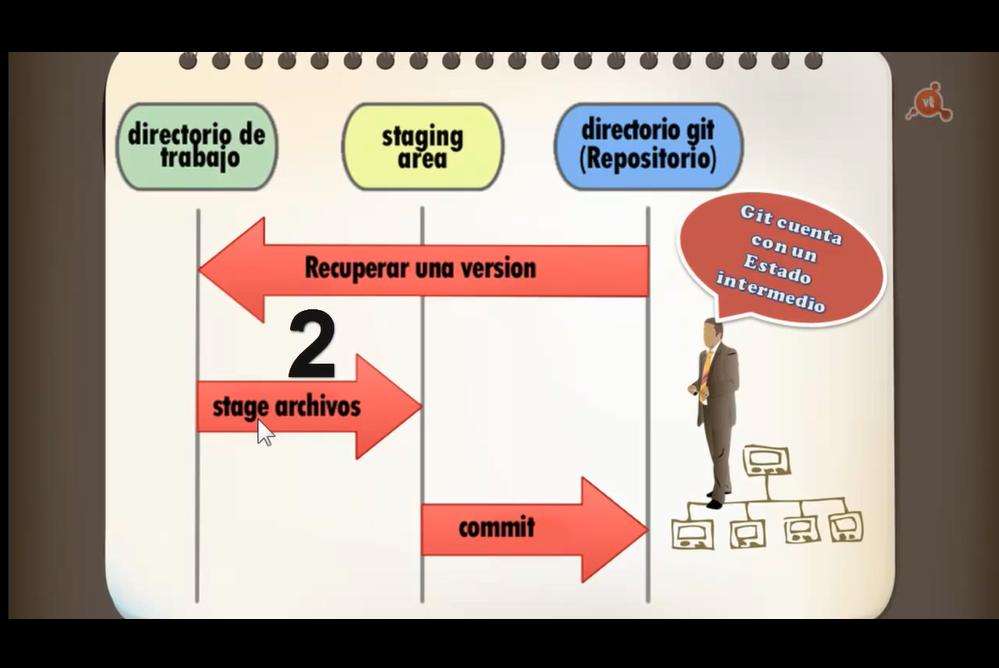 directorio de
trabajo
staging
area
directorio git
(Repositorio)
vt
Git cuenta
con un
Estado
intermedio
Recuperar una version
2
stage archivos
commit